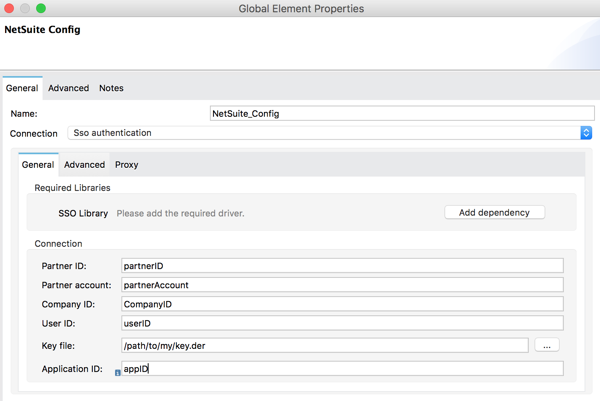 Global Element Properties
NetSuite Config
General Advanced Notes
Name: NetSuite_Config
Connection Sso authentication
General Advanced Proxy
Required Libraries
SSO Library Please add the required driver. Add dependency
Connection
Partner ID: partnerID
Partner account: partnerAccount
Company ID: CompanyID
User ID: userID
Key file: /path/to/my/key.der ...
Application ID: appID